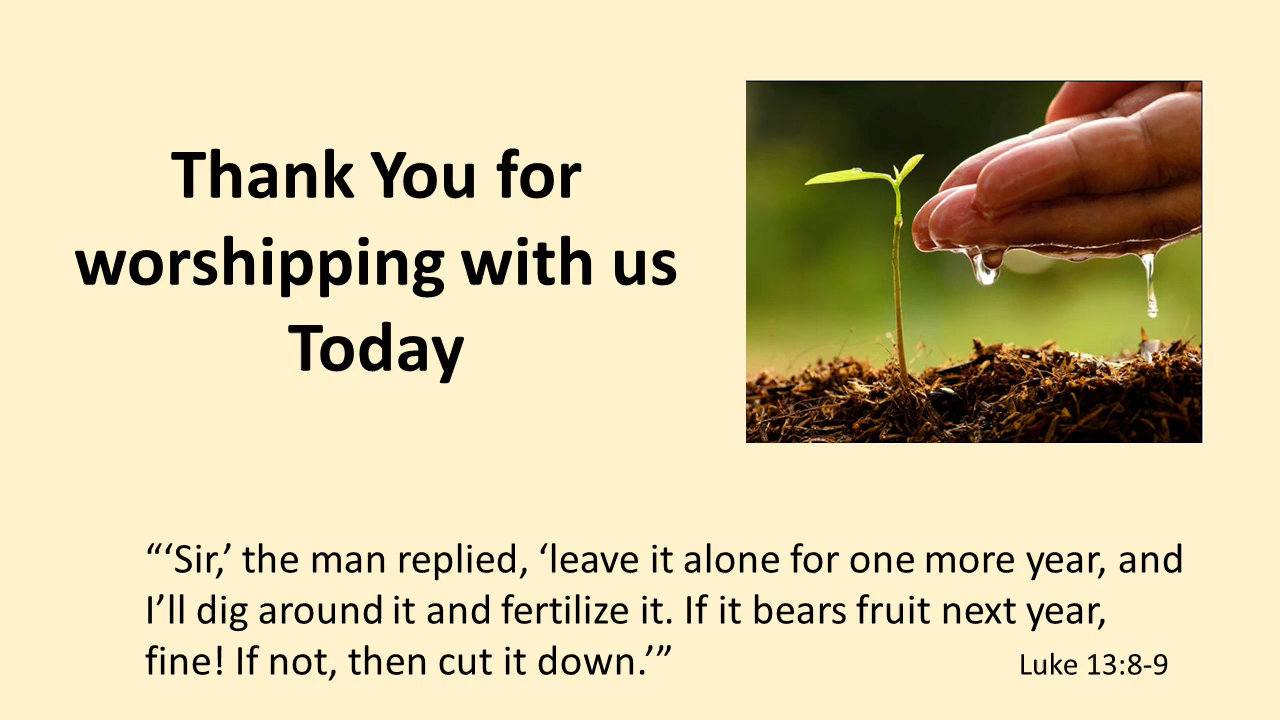 Thank You for
worshipping with us
Today
“‘Sir,’ the man replied, ‘leave it alone for one more year, and
I’ll dig around it and fertilize it. If it bears fruit next year,
fine! If not, then cut it down.’” Luke 13:8-9